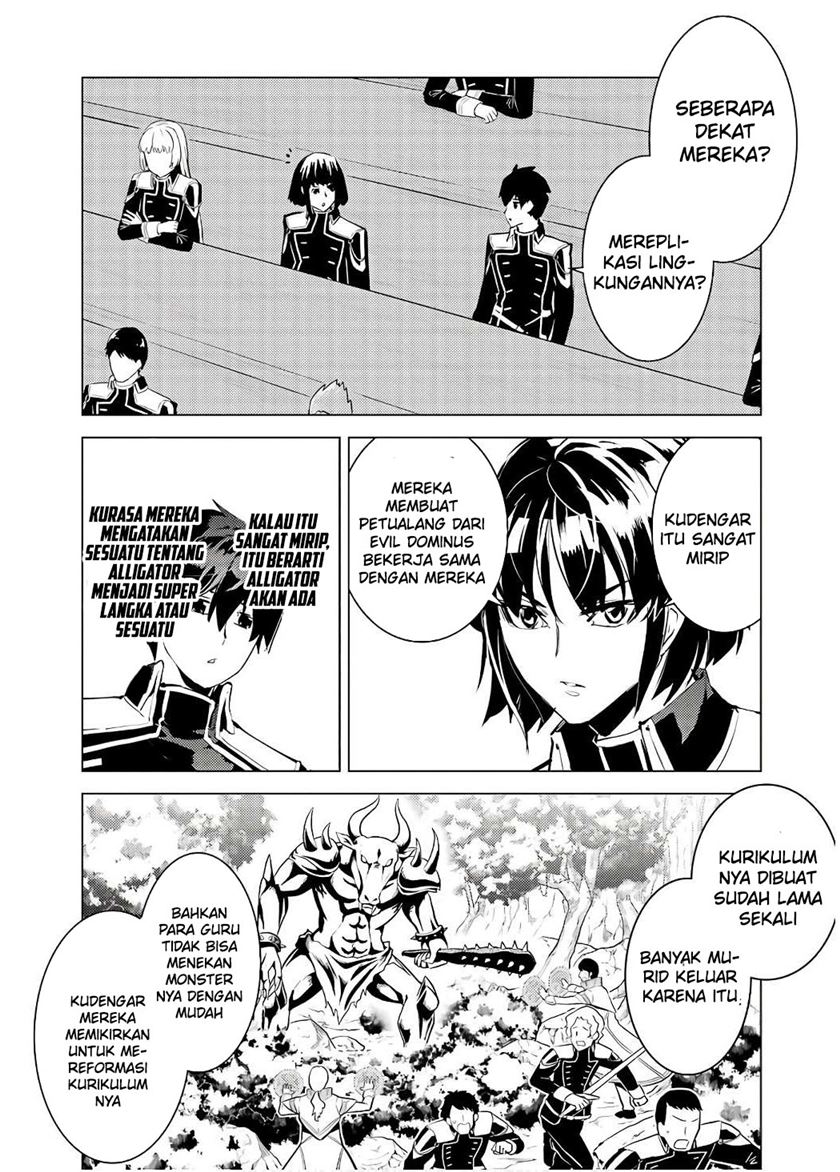 SEBERAPA
DEKAT
MEREKA?
MEREPLI-
KASI LING-
KUNGANNYA?
KUDENGAR
ITU SANGAT
MIRIP
MEREKA
MEMBUAT
PETUALANG DARI
EVIL DOMINUS
BEKERJA SAMA
DENGAN MEREKA
KALAU ITU
SANGAT MIRIP,
ITU BERARTI
ALLIGATOR
AKAN ADA
KURASA MEREKA
MENGATAKAN
SESUATU TENTANG
ALLIGATOR
MENJADI SUPER
LANGKA ATAU
SESUATU
KURIKULUM
NYA DIBUAT
SUDAH LAMA
SEKALI
BANYAK MU-
RID KELUAR
KARENA ITU.
BAHKAN
PARA GURU
TIDAK BISA
MENEKAN
MONSTER
NYA DENGAN
MUDAH
KUDENGAR
MEREKA
MEMIKIRKAN
UNTUK ME-
REFORMASI
KURIKULUM
NYA